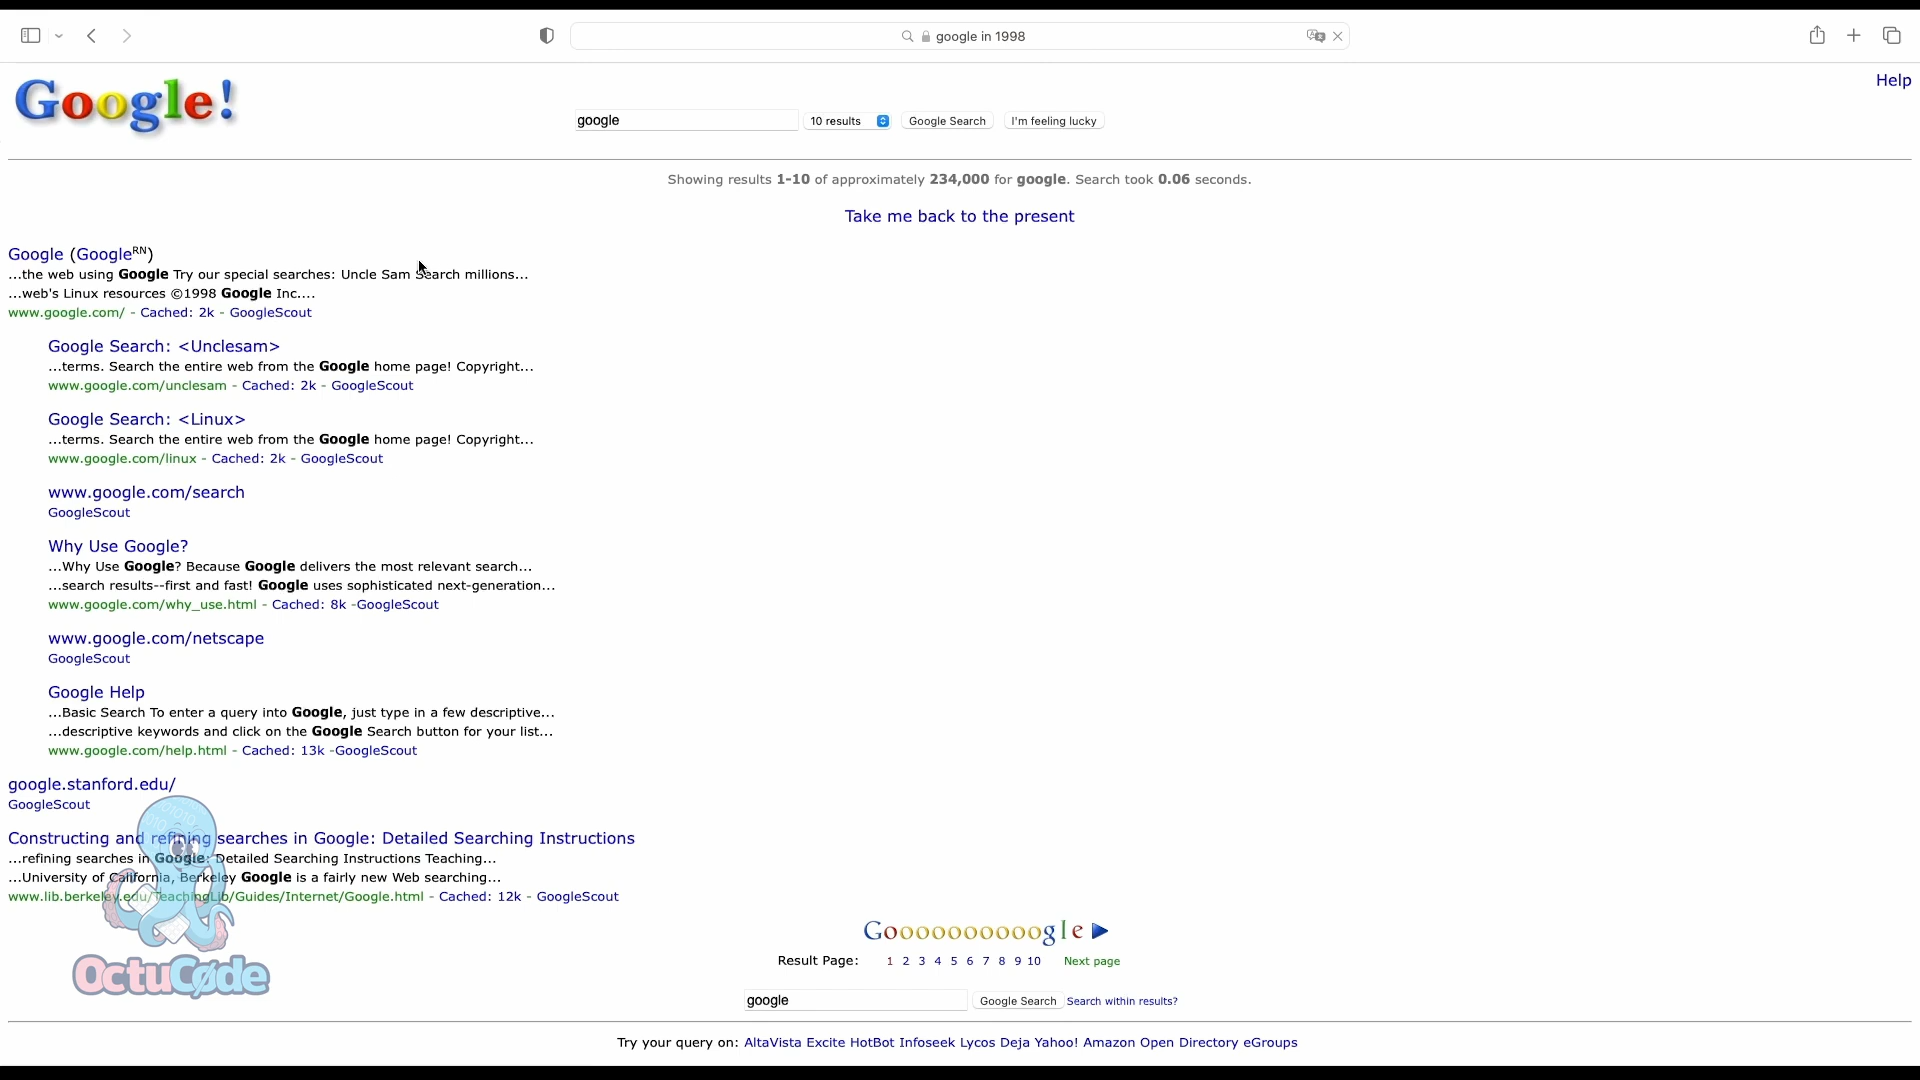 google in 1998
Google!
Help
google
10 results
Google Search
I'm feeling lucky
Showing results 1-10 of approximately 234,000 for google. Search took 0.06 seconds.
Take me back to the present
Google (GoogleRN)
...the web using Google Try our special searches: Uncle Sam Search millions...
...web's Linux resources ©1998 Google Inc....
www.google.com/ - Cached: 2k - GoogleScout
Google Search: <Unclesam>
...terms. Search the entire web from the Google home page! Copyright...
www.google.com/unclesam - Cached: 2k - GoogleScout
Google Search: <Linux>
...terms. Search the entire web from the Google home page! Copyright...
www.google.com/linux - Cached: 2k - GoogleScout
www.google.com/search
GoogleScout
Why Use Google?
...Why Use Google? Because Google delivers the most relevant search...
...search results--first and fast! Google uses sophisticated next-generation...
www.google.com/why_use.html - Cached: 8k -GoogleScout
www.google.com/netscape
GoogleScout
Google Help
...Basic Search To enter a query into Google, just type in a few descriptive...
...descriptive keywords and click on the Google Search button for your list...
www.google.com/help.html - Cached: 13k -GoogleScout
google.stanford.edu/
GoogleScout
Constructing and refining searches in Google: Detailed Searching Instructions
...refining searches in Google: Detailed Searching Instructions Teaching...
...University of California, Berkeley Google is a fairly new Web searching...
www.lib.berkeley.edu/TeachingLib/Guides/Internet/Google.html - Cached: 12k - GoogleScout
OctuCøde
Goooooooooogle
Result Page: 1 2 3 4 5 6 7 8 9 10 Next page
google
Google Search
Search within results?
Try your query on: AltaVista Excite HotBot Infoseek Lycos Deja Yahoo! Amazon Open Directory eGroups